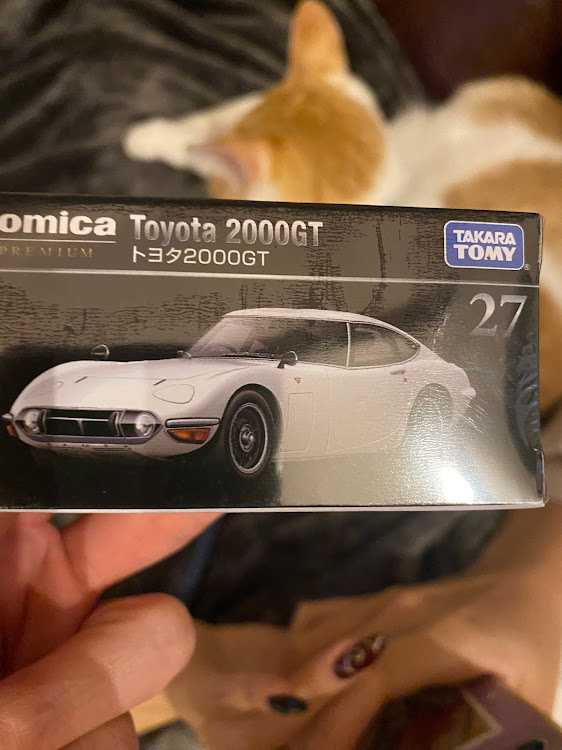 omica
PREMIUM
Toyota 2000GT
トヨタ2000GT
TAKARA
TOMY
27